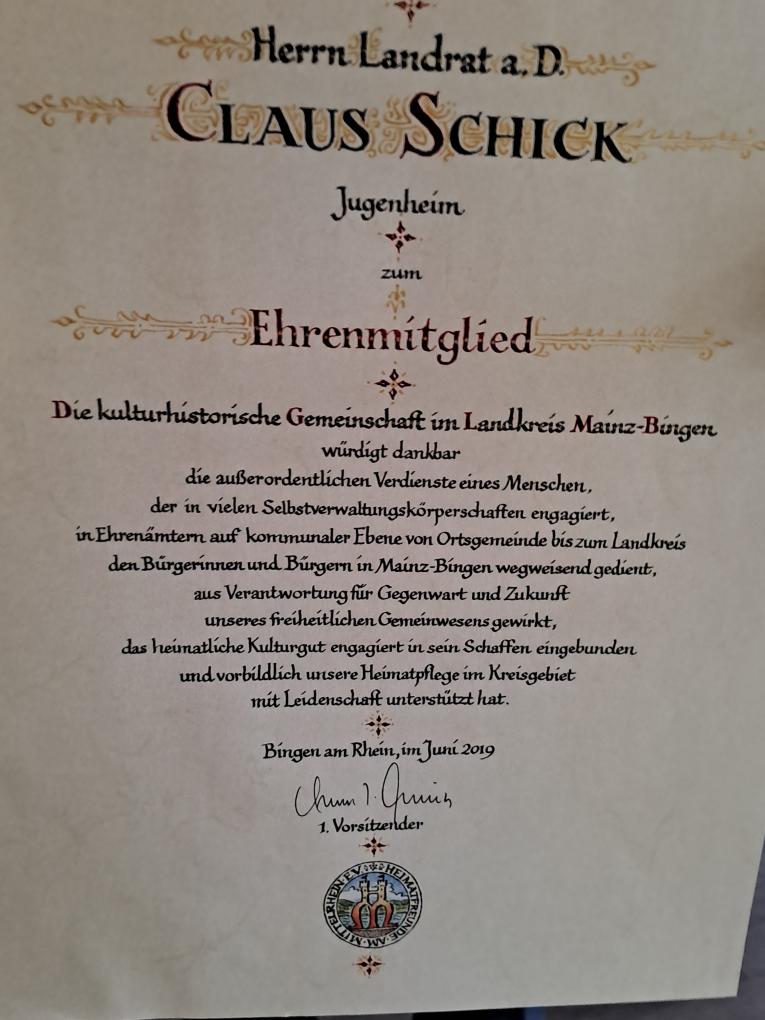 Herrn Landrat a. D.
CLAUS SCHICK
Jugenheim
zum
Ehrenmitglied
Die kulturhistorische Gemeinschaft im Landkreis Mainz-Bingen
würdigt dankbar
die außerordentlichen Verdienste eines Menschen,
der in vielen Selbstverwaltungskörperschaften engagiert,
in Ehrenämtern auf kommunaler Ebene von Ortsgemeinde bis zum Landkreis
den Bürgerinnen und Bürgern in Mainz-Bingen wegweisend gedient,
aus Verantwortung für Gegenwart und Zukunft
unseres freiheitlichen Gemeinwesens gewirkt,
das heimatliche Kulturgut engagiert in sein Schaffen eingebunden
und vorbildlich unsere Heimatpflege im Kreisgebiet
mit Leidenschaft unterstützt hat.
Bingen am Rhein, im Juni 2019
1. Vorsitzender
HEIMATFREUNDE·AM·MITTELRHEIN·E.V.